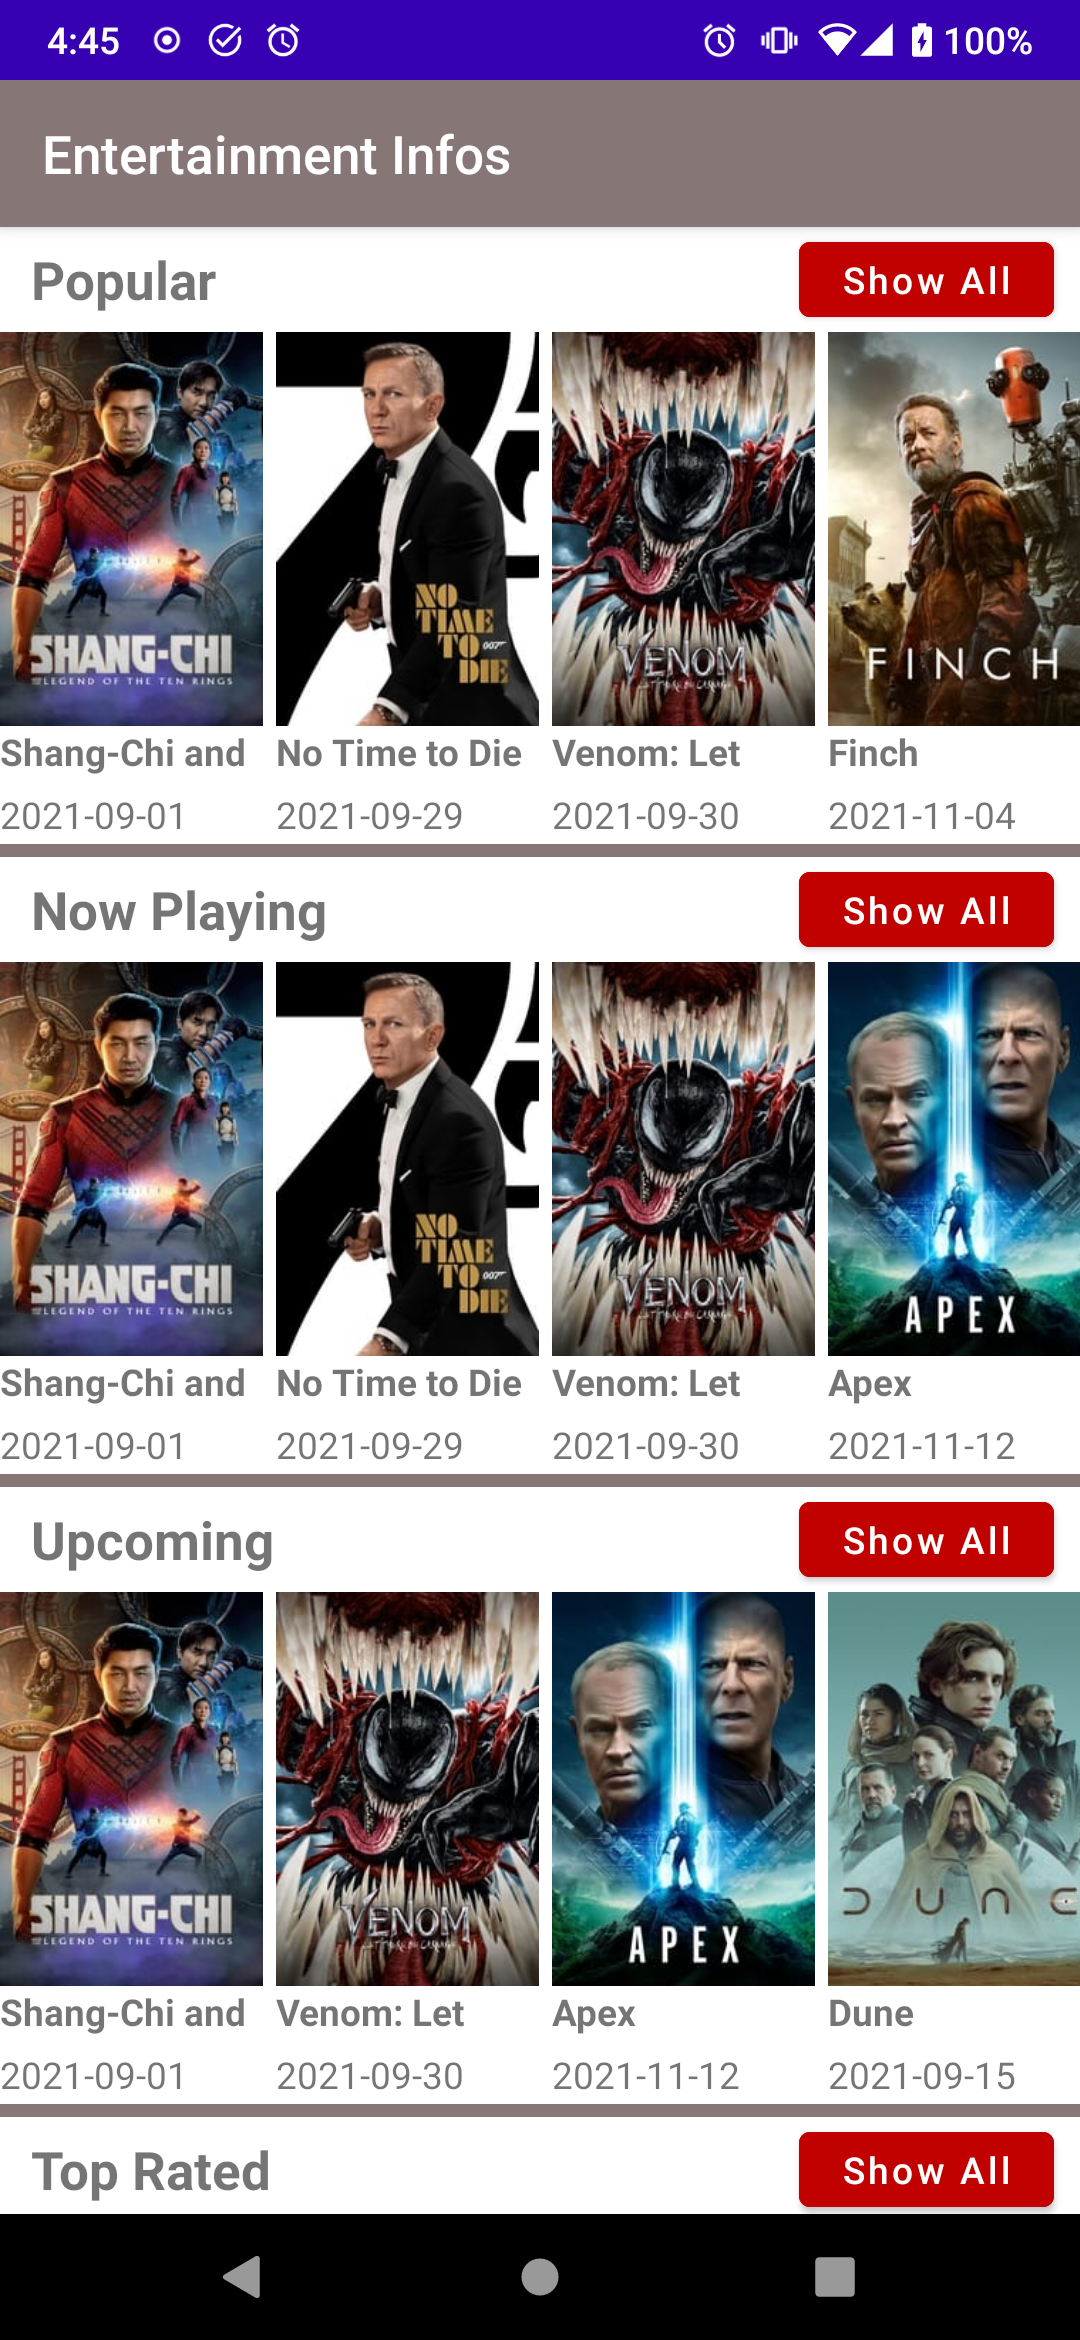 4:45 100%
Entertainment Infos
Popular Show All
SHANG-CHI
LEGEND OF THE TEN RINGS
NO
TIME
TO 007
DIE
VENOM
FINCH
Shang-Chi and No Time to Die Venom: Let Finch
2021-09-01 2021-09-29 2021-09-30 2021-11-04
Now Playing Show All
SHANG-CHI
LEGEND OF THE TEN RINGS
NO
TIME
TO 007
DIE
VENOM
APEX
Shang-Chi and No Time to Die Venom: Let Apex
2021-09-01 2021-09-29 2021-09-30 2021-11-12
Upcoming Show All
SHANG-CHI
LEGEND OF THE TEN RINGS
VENOM
APEX
DUNE
Shang-Chi and Venom: Let Apex Dune
2021-09-01 2021-09-30 2021-11-12 2021-09-15
Top Rated Show All